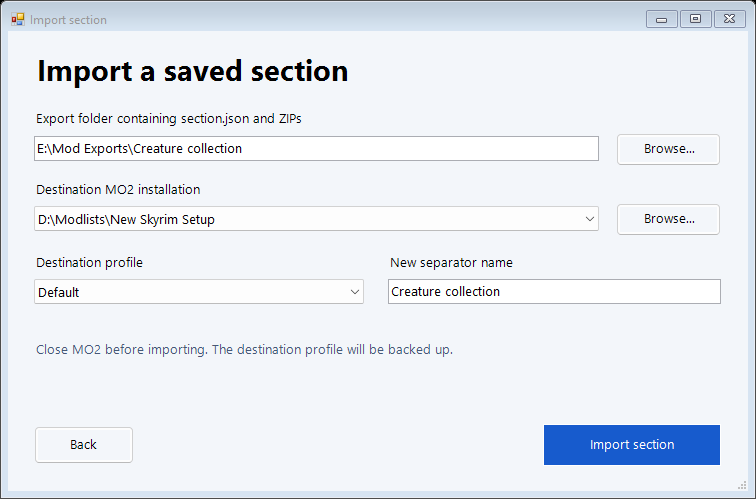 Import section
Import a saved section
Export folder containing section.json and ZIPs
E:\Mod Exports\Creature collection
Browse...
Destination MO2 installation
D:\Modlists\New Skyrim Setup
Browse...
Destination profile
New separator name
Default
Creature collection
Close MO2 before importing. The destination profile will be backed up.
Back
Import section